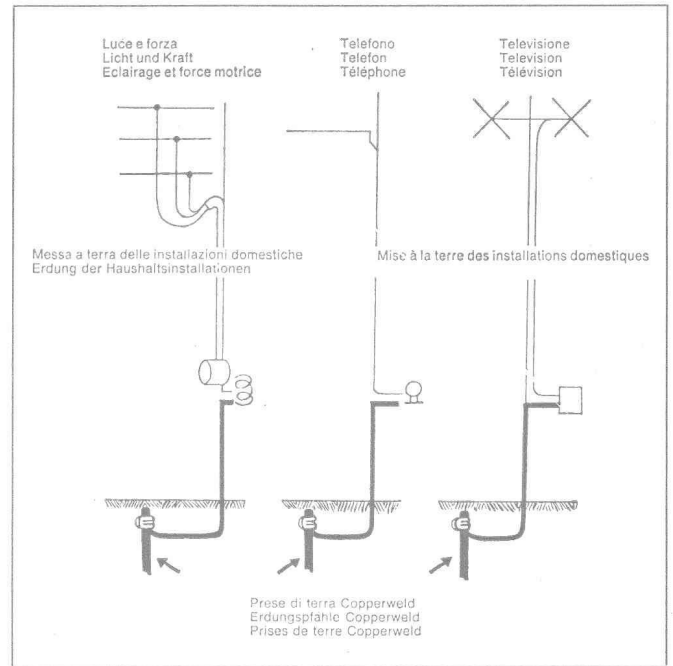 Luce e forza
Licht und Kraft
Eclairage et force motrice
Telefono
Telefon
Téléphone
Televisione
Television
Télévision
Messa a terra delle installazioni domestiche
Erdung der Haushaltsinstallationen
Mise à la terre des installations domestiques
Prese di terra Copperweld
Erdungspfähle Copperweld
Prises de terre Copperweld